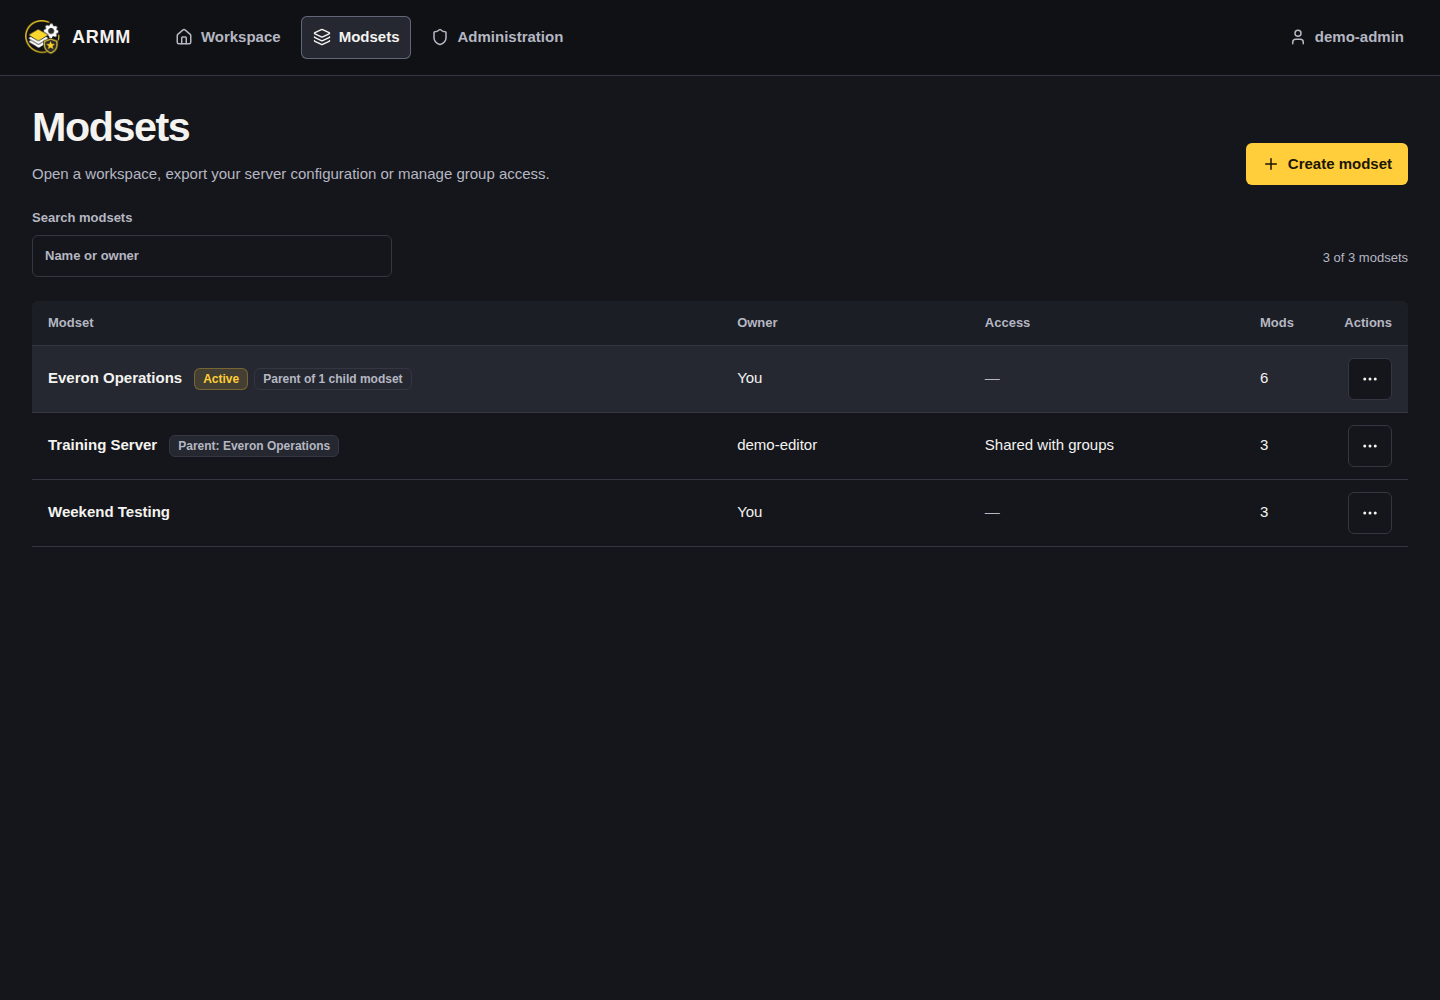 ARMM Workspace Modsets Administration demo-admin
Modsets
Open a workspace, export your server configuration or manage group access.
Create modset
Search modsets
Name or owner
3 of 3 modsets
Modset Owner Access Mods Actions
Everon Operations Active Parent of 1 child modset You — 6
Training Server Parent: Everon Operations demo-editor Shared with groups 3
Weekend Testing You — 3